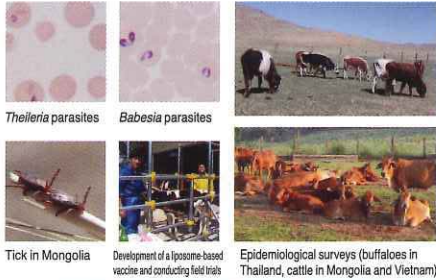 Theileria parasites
Babesia parasites
Tick in Mongolia
Development of a liposome-based
vaccine and conducting field trials
Epidemiological surveys (buffaloes in
Thailand, cattle in Mongolia and Vietnam)